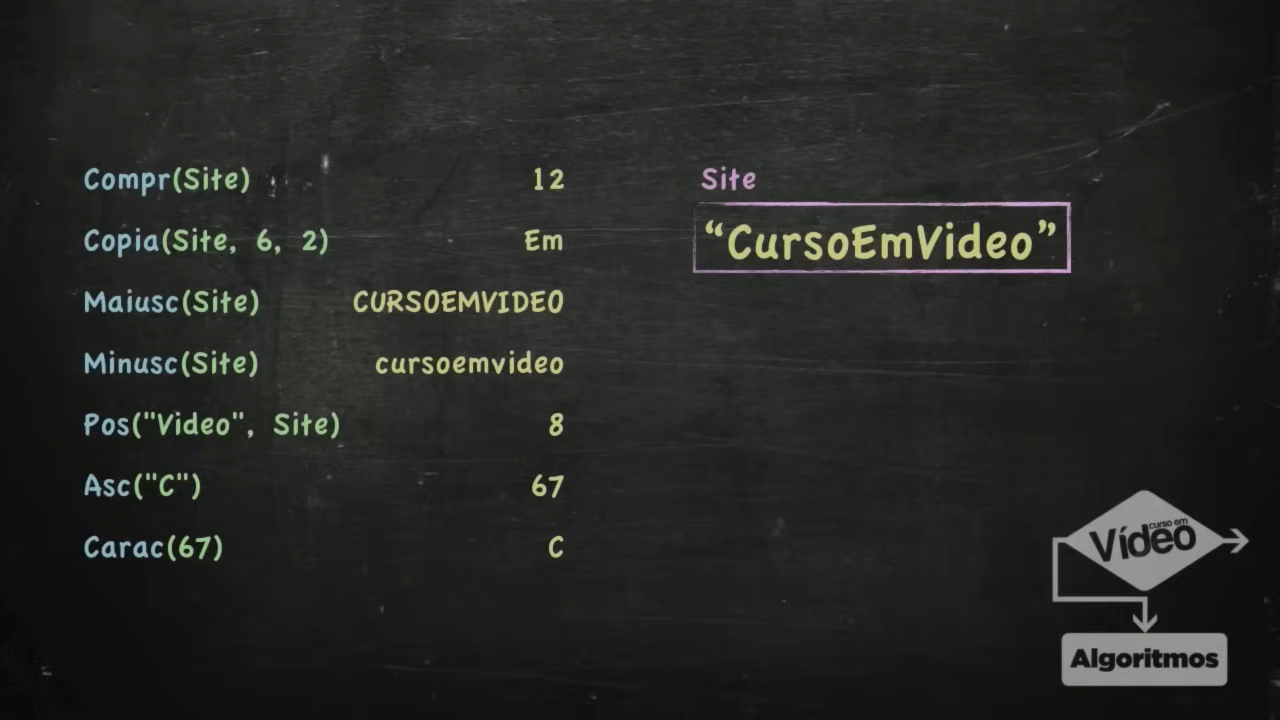 Compr(Site) 12
Copia(Site, 6, 2) Em
Maiusc(Site) CURSOEMVIDEO
Minusc(Site) cursoemvideo
Pos("Video", Site) 8
Asc("C") 67
Carac(67) C
Site
“CursoEmVideo”
curso em
Vídeo
Algoritmos